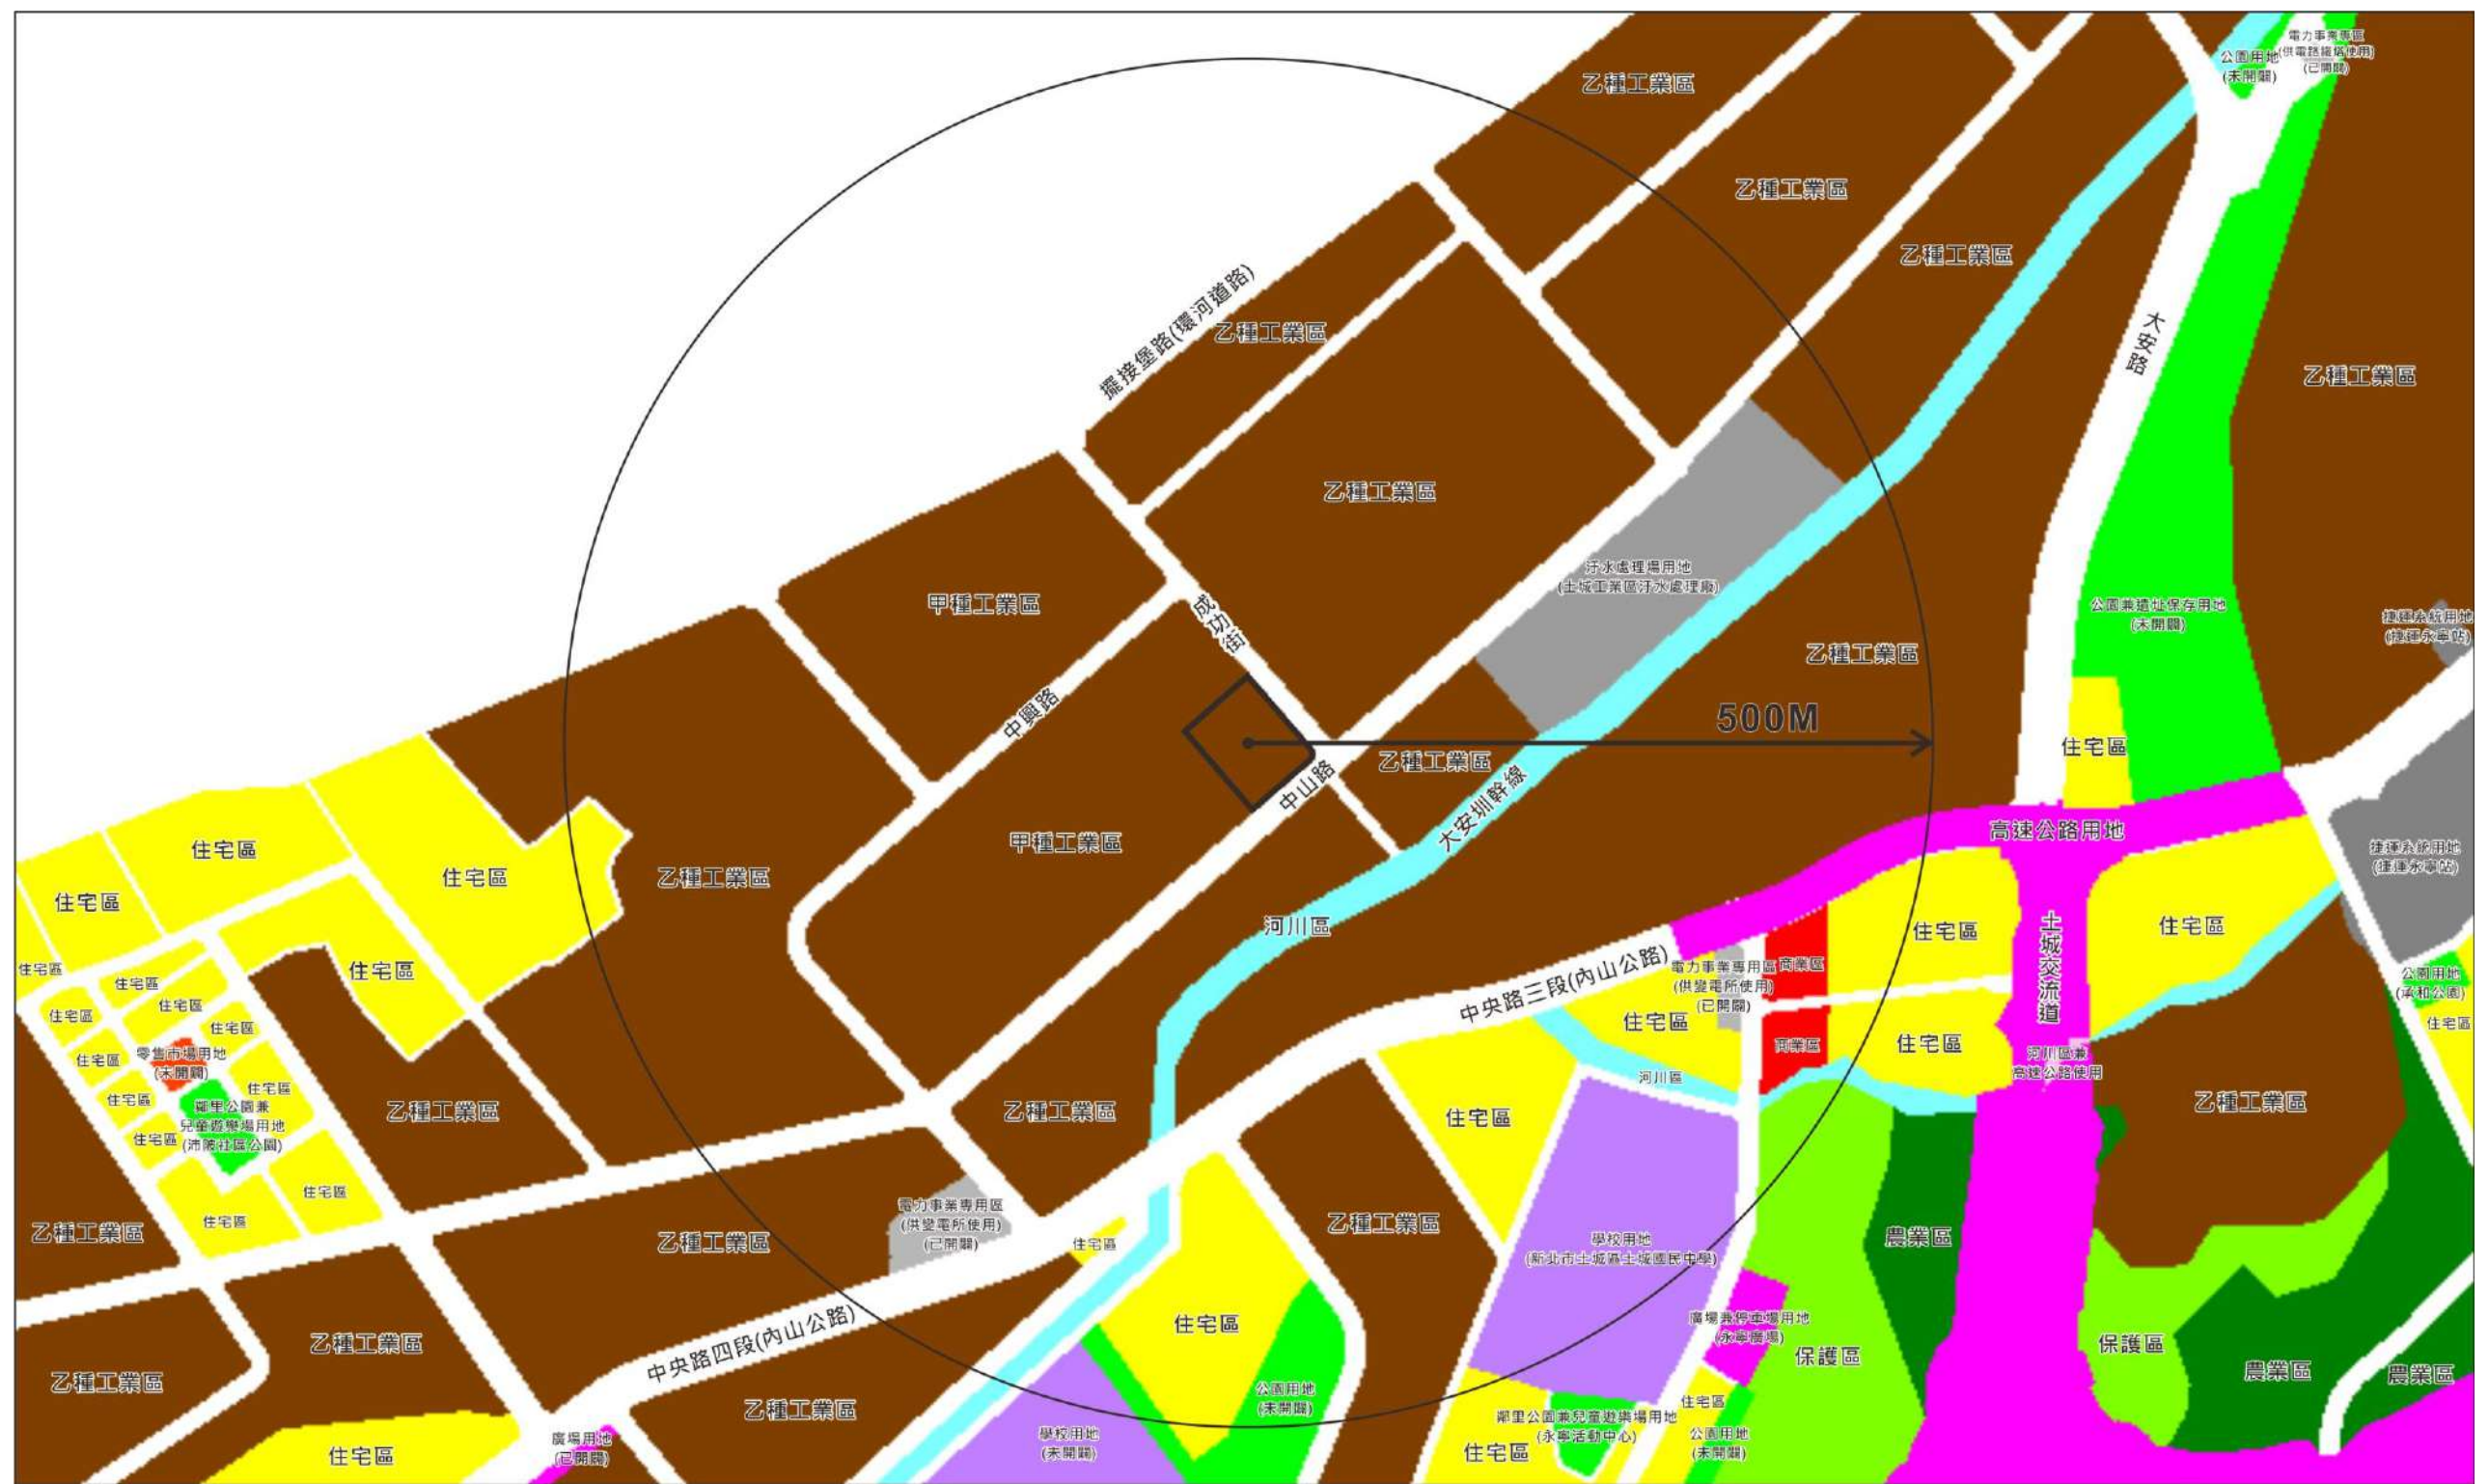 電力事業專區
(供電路鐵塔使用)
(已開闢)
公園用地
(未開闢)
乙種工業區
乙種工業區
乙種工業區
擺接堡路(環河道路)
乙種工業區
大安路
乙種工業區
乙種工業區
汙水處理場用地
(土城工業區汙水處理廠)
甲種工業區
成功街
公園兼遺址保存用地
(未開闢)
捷運系統用地
(捷運永寧站)
乙種工業區
中興路
500M
住宅區
乙種工業區
中山路
大安圳幹線
高速公路用地
甲種工業區
住宅區
住宅區
乙種工業區
捷運系統用地
(捷運永寧站)
住宅區
河川區
住宅區
土城交流道
住宅區
中央路三段(內山公路)
電力事業專用區
(供變電所使用)
(已開闢)
商業區
住宅區
住宅區
住宅區
公園用地
(承和公園)
住宅區
住宅區
住宅區
住宅區
住宅區
商業區
住宅區
住宅區
零售市場用地
(未開闢)
住宅區
河川區兼
高速公路使用
河川區
住宅區
住宅區
鄰里公園兼
兒童遊樂場用地
(沛陂社區公園)
住宅區
乙種工業區
乙種工業區
住宅區
乙種工業區
住宅區
住宅區
乙種工業區
電力事業專用區
(供變電所使用)
(已開闢)
乙種工業區
住宅區
乙種工業區
學校用地
(新北市土城區土城國民中學)
農業區
住宅區
廣場兼停車場用地
(永寧廣場)
保護區
保護區
農業區
農業區
乙種工業區
中央路四段(內山公路)
乙種工業區
乙種工業區
公園用地
(未開闢)
住宅區
鄰里公園兼兒童遊樂場用地
(永寧活動中心)
住宅區
公園用地
(未開闢)
學校用地
(未開闢)
廣場用地
(已開闢)
住宅區